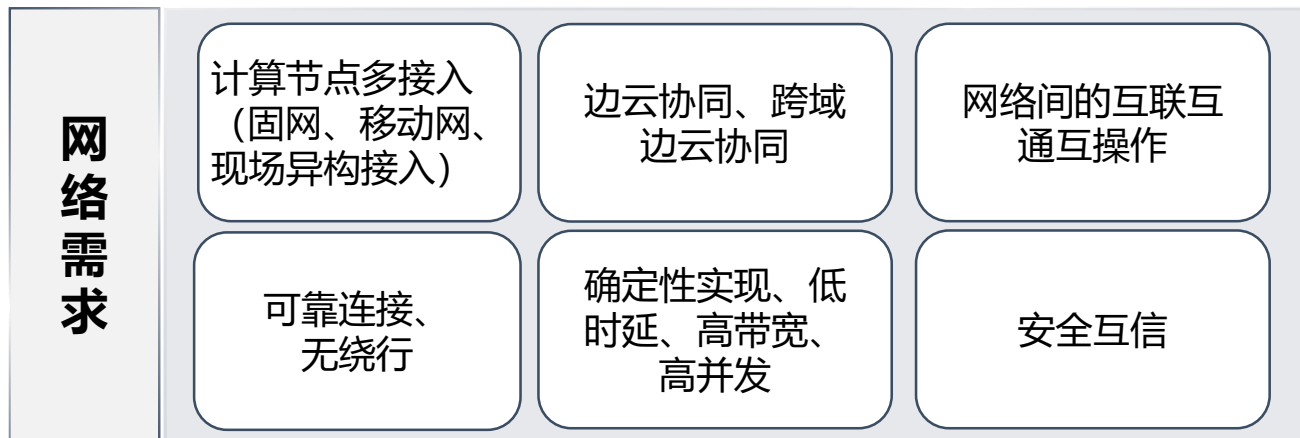 网络需求
计算节点多接入
（固网、移动网、
现场异构接入）
边云协同、跨域
边云协同
网络间的互联互
通互操作
可靠连接、
无绕行
确定性实现、低
时延、高带宽、
高并发
安全互信